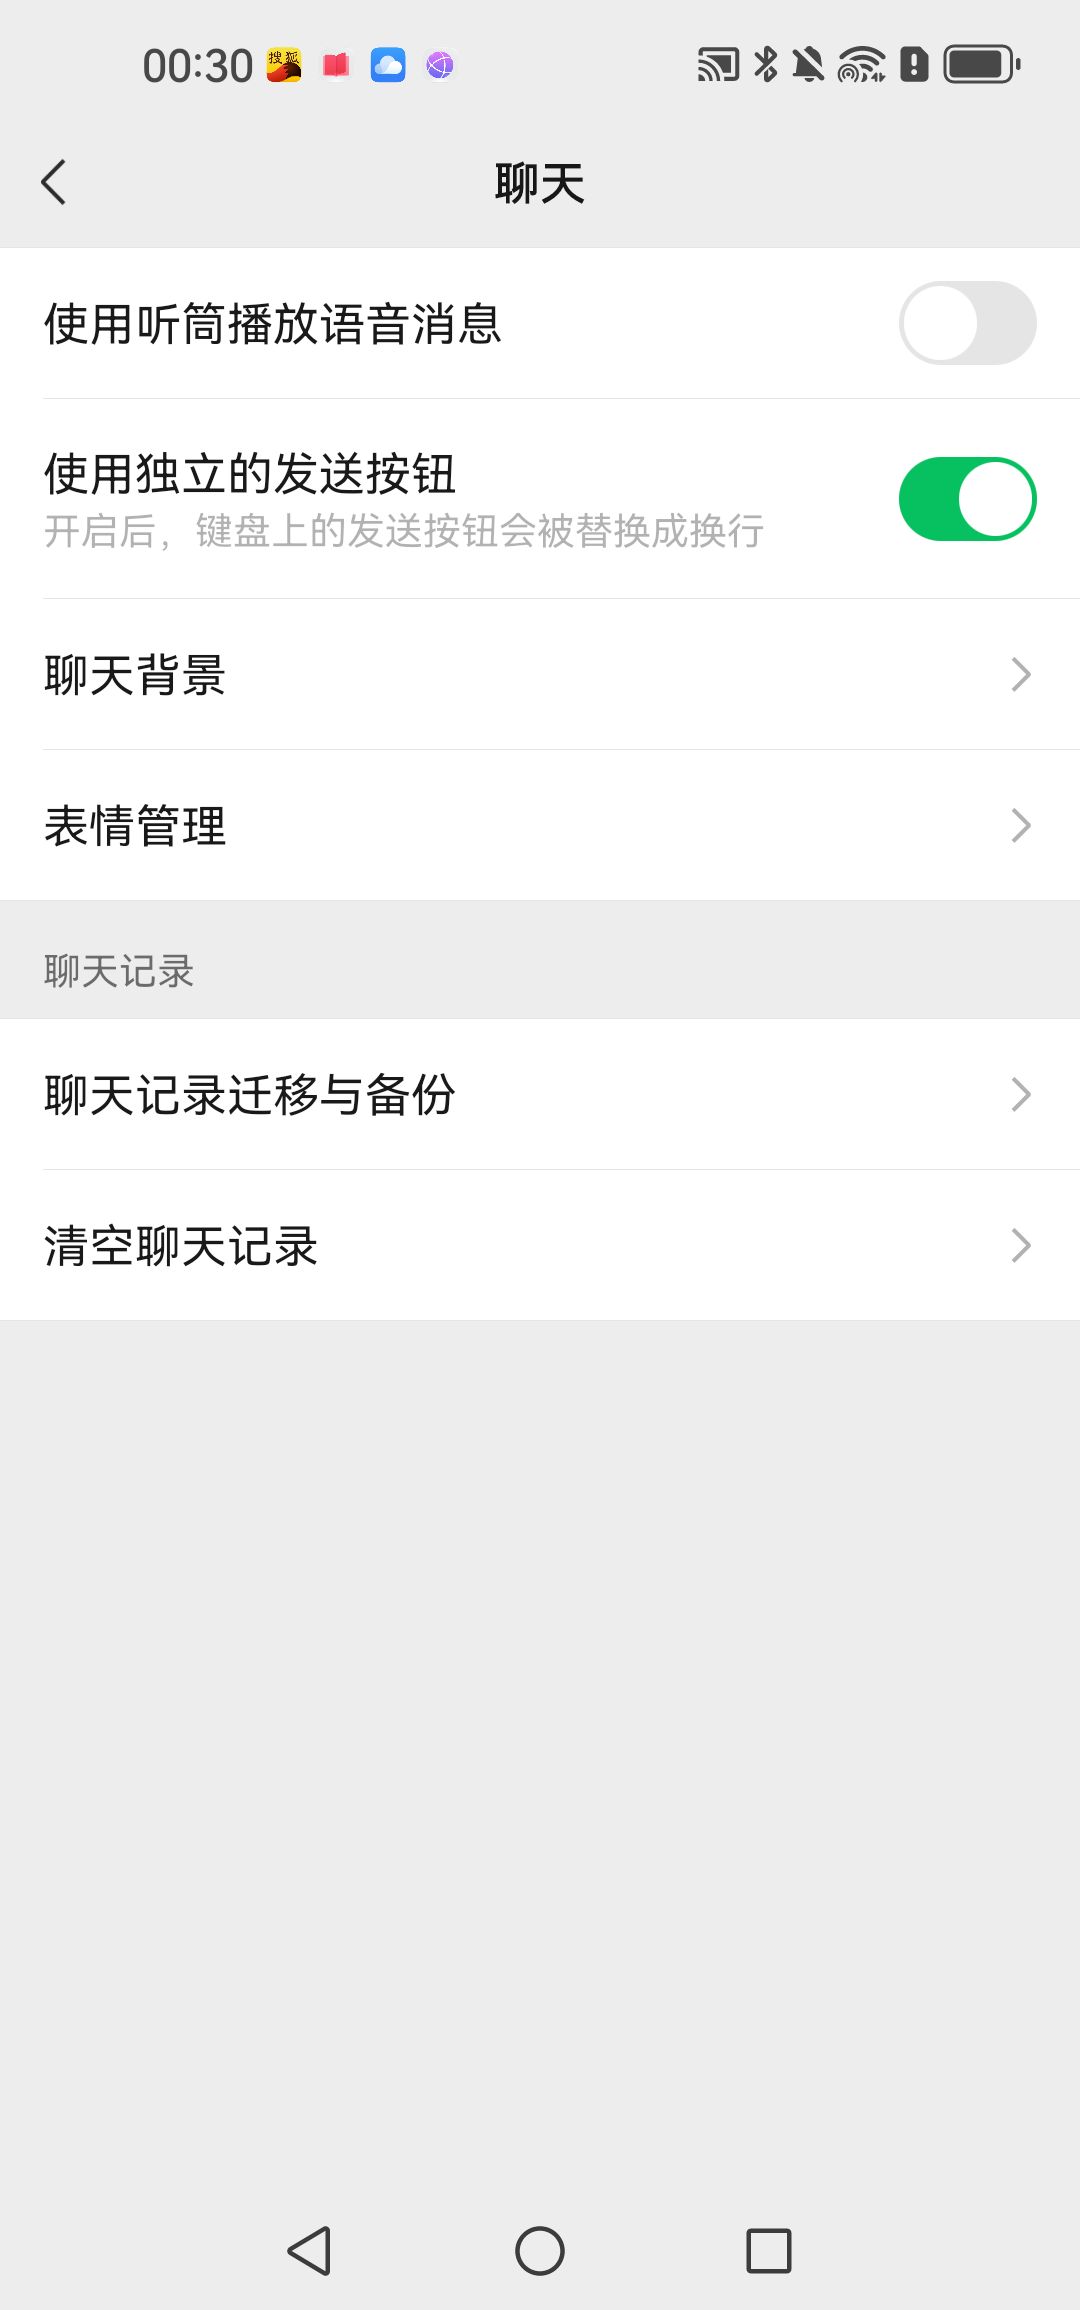 00:30 搜狐
聊天
使用听筒播放语音消息
使用独立的发送按钮
开启后，键盘上的发送按钮会被替换成换行
聊天背景
表情管理
聊天记录
聊天记录迁移与备份
清空聊天记录